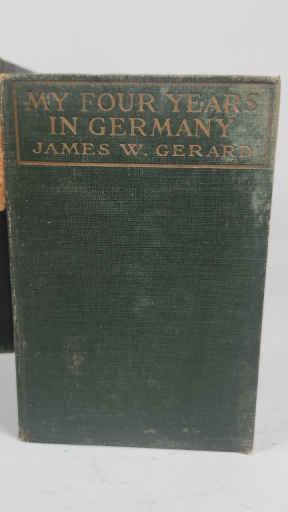 MY FOUR YEARS
IN GERMANY
JAMES W. GERARD